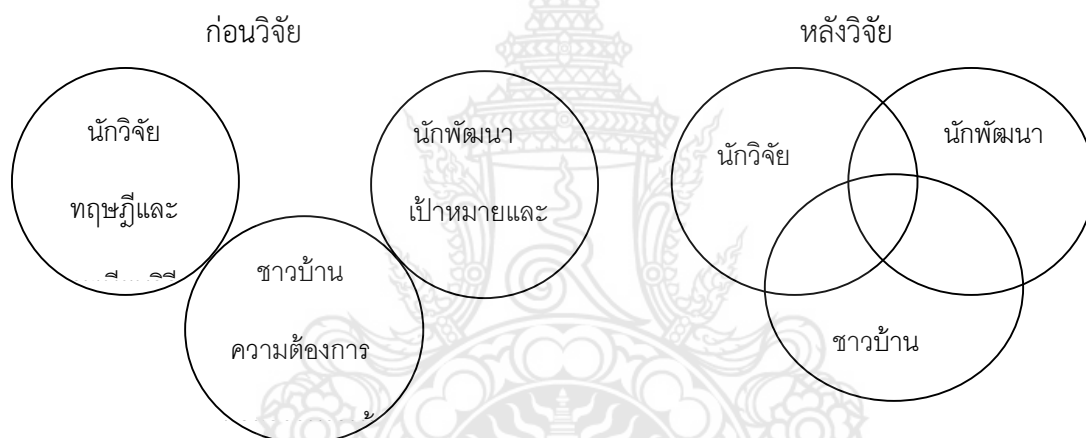 ก่อนวิจัย
หลังวิจัย
นักวิจัย
ทฤษฎีและ
นักพัฒนา
เป้าหมายและ
ชาวบ้าน
ความต้องการ
นักวิจัย
นักพัฒนา
ชาวบ้าน